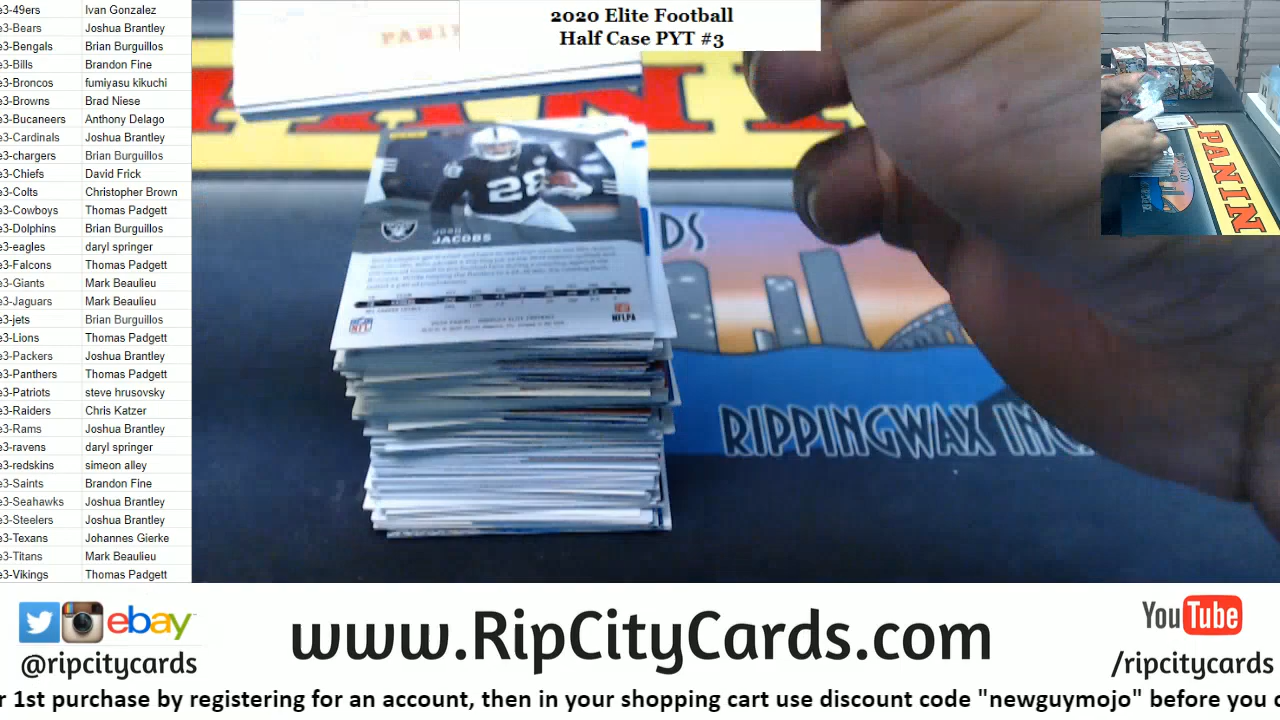 e3-49ers Ivan Gonzalez
e3-Bears Joshua Brantley
e3-Bengals Brian Burguillos
e3-Bills Brandon Fine
e3-Broncos fumiyasu kikuchi
e3-Browns Brad Niese
e3-Bucaneers Anthony Delago
e3-Cardinals Joshua Brantley
e3-chargers Brian Burguillos
e3-Chiefs David Frick
e3-Colts Christopher Brown
e3-Cowboys Thomas Padgett
e3-Dolphins Brian Burguillos
e3-eagles daryl springer
e3-Falcons Thomas Padgett
e3-Giants Mark Beaulieu
e3-Jaguars Mark Beaulieu
e3-jets Brian Burguillos
e3-Lions Thomas Padgett
e3-Packers Joshua Brantley
e3-Panthers Thomas Padgett
e3-Patriots steve hrusovsky
e3-Raiders Chris Katzer
e3-Rams Joshua Brantley
e3-ravens daryl springer
e3-redskins simeon alley
e3-Saints Brandon Fine
e3-Seahawks Joshua Brantley
e3-Steelers Joshua Brantley
e3-Texans Johannes Gierke
e3-Titans Mark Beaulieu
e3-Vikings Thomas Padgett
2020 Elite Football
Half Case PYT #3
PANINI
28
JOSH
JACOBS
NFL
NFLPA
DS
RIPPINGWAX INC
PANINI
ebay
@ripcitycards
www.RipCityCards.com
YouTube
/ripcitycards
r 1st purchase by registering for an account, then in your shopping cart use discount code "newguymojo" before you c